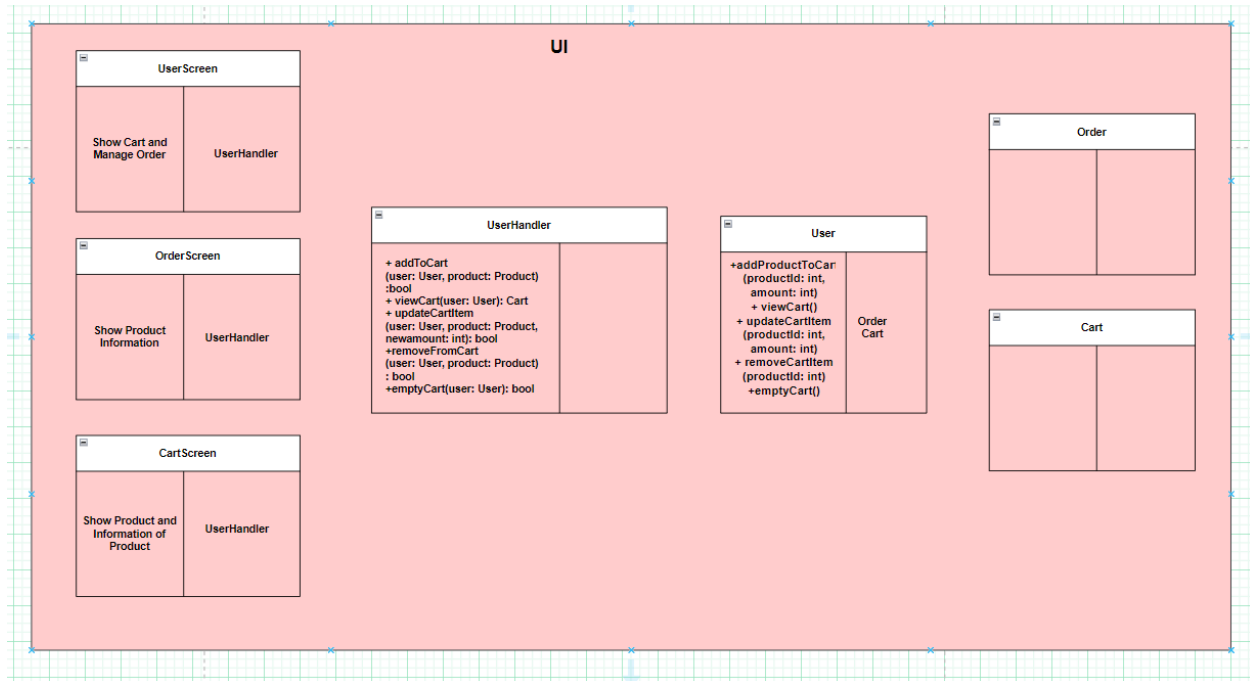 UI
UserScreen
Show Cart and
Manage Order
UserHandler
OrderScreen
Show Product
Information
UserHandler
CartScreen
Show Product and
Information of
Product
UserHandler
UserHandler
+ addToCart
(user: User, product: Product)
:bool
+ viewCart(user: User): Cart
+ updateCartItem
(user: User, product: Product,
newamount: int): bool
+removeFromCart
(user: User, product: Product)
: bool
+emptyCart(user: User): bool
User
+addProductToCart
(productId: int,
amount: int)
+ viewCart()
+ updateCartItem
(productId: int,
amount: int)
+ removeCartItem
(productId: int)
+emptyCart()
Order
Cart
Order
Cart